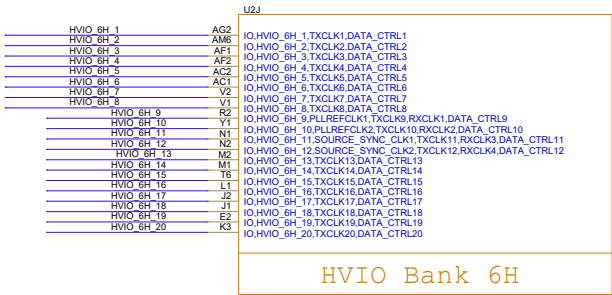 U2J
HVIO_6H_1 AG2 IO,HVIO_6H_1,TXCLK1,DATA_CTRL1
HVIO_6H_2 AM6 IO,HVIO_6H_2,TXCLK2,DATA_CTRL2
HVIO_6H_3 AF1 IO,HVIO_6H_3,TXCLK3,DATA_CTRL3
HVIO_6H_4 AF2 IO,HVIO_6H_4,TXCLK4,DATA_CTRL4
HVIO_6H_5 AC2 IO,HVIO_6H_5,TXCLK5,DATA_CTRL5
HVIO_6H_6 AC1 IO,HVIO_6H_6,TXCLK6,DATA_CTRL6
HVIO_6H_7 V2 IO,HVIO_6H_7,TXCLK7,DATA_CTRL7
HVIO_6H_8 V1 IO,HVIO_6H_8,TXCLK8,DATA_CTRL8
HVIO_6H_9 R2 IO,HVIO_6H_9,PLLREFCLK1,TXCLK9,RXCLK1,DATA_CTRL9
HVIO_6H_10 Y1 IO,HVIO_6H_10,PLLREFCLK2,TXCLK10,RXCLK2,DATA_CTRL10
HVIO_6H_11 N1 IO,HVIO_6H_11,SOURCE_SYNC_CLK1,TXCLK11,RXCLK3,DATA_CTRL11
HVIO_6H_12 N2 IO,HVIO_6H_12,SOURCE_SYNC_CLK2,TXCLK12,RXCLK4,DATA_CTRL12
HVIO_6H_13 M2 IO,HVIO_6H_13,TXCLK13,DATA_CTRL13
HVIO_6H_14 M1 IO,HVIO_6H_14,TXCLK14,DATA_CTRL14
HVIO_6H_15 T6 IO,HVIO_6H_15,TXCLK15,DATA_CTRL15
HVIO_6H_16 L1 IO,HVIO_6H_16,TXCLK16,DATA_CTRL16
HVIO_6H_17 J2 IO,HVIO_6H_17,TXCLK17,DATA_CTRL17
HVIO_6H_18 J1 IO,HVIO_6H_18,TXCLK18,DATA_CTRL18
HVIO_6H_19 E2 IO,HVIO_6H_19,TXCLK19,DATA_CTRL19
HVIO_6H_20 K3 IO,HVIO_6H_20,TXCLK20,DATA_CTRL20
HVIO Bank 6H